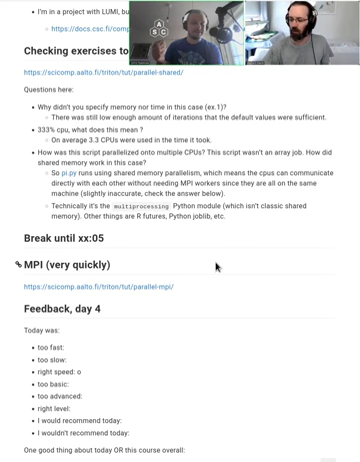 • I'm in a project with LUMI, bu
◦ https://docs.csc.fi/comp
A
S C
Checking exercises to
https://scicomp.aalto.fi/triton/tut/parallel-shared/
Questions here:
• Why didn't you specify memory nor time in this case (ex.1)?
◦ There was still low enough amount of iterations that the default values were sufficient.
• 333% cpu, what does this mean ?
◦ On average 3.3 CPUs were used in the time it took.
• How was this script parallelized onto multiple CPUs? This script wasn't an array job. How did
shared memory work in this case?
◦ So pi.py runs using shared memory parallelism, which means the cpus can communicate
directly with each other without needing MPI workers since they are all on the same
machine (slightly inaccurate, check the answer below).
◦ Technically it's the multiprocessing Python module (which isn't classic shared
memory). Other things are R futures, Python joblib, etc.
Break until xx:05
MPI (very quickly)
https://scicomp.aalto.fi/triton/tut/parallel-mpi/
Feedback, day 4
Today was:
• too fast:
• too slow:
• right speed: o
• too basic:
• too advanced:
• right level:
• I would recommend today:
• I wouldn't recommend today:
One good thing about today OR this course overall: